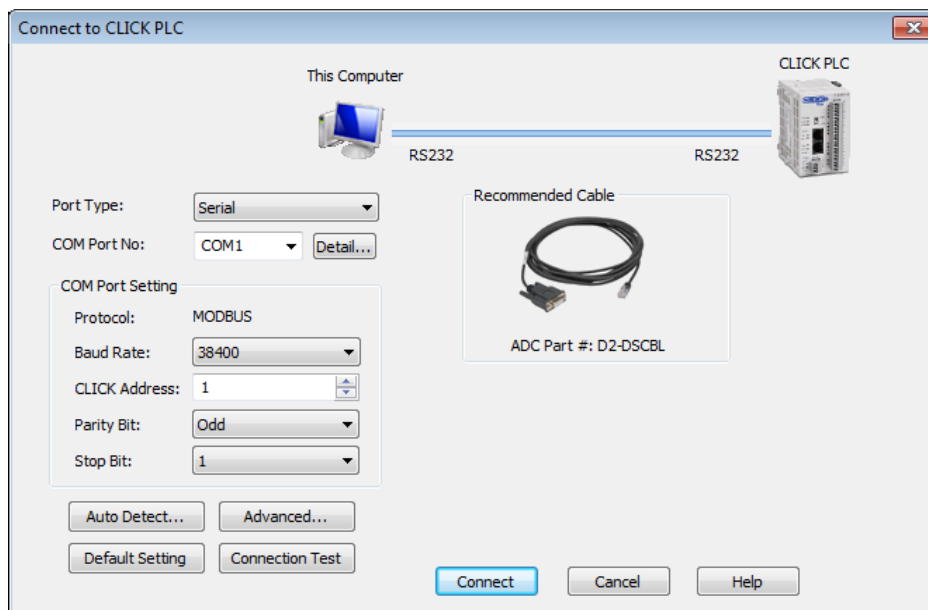 Connect to CLICK PLC
This Computer
CLICK PLC
RS232
RS232
Port Type:
Serial
COM Port No:
COM1
Detail...
COM Port Setting
Protocol:
MODBUS
Baud Rate:
38400
CLICK Address:
1
Parity Bit:
Odd
Stop Bit:
1
Auto Detect...
Advanced...
Default Setting
Connection Test
Recommended Cable
ADC Part #: D2-DSCBL
Connect
Cancel
Help